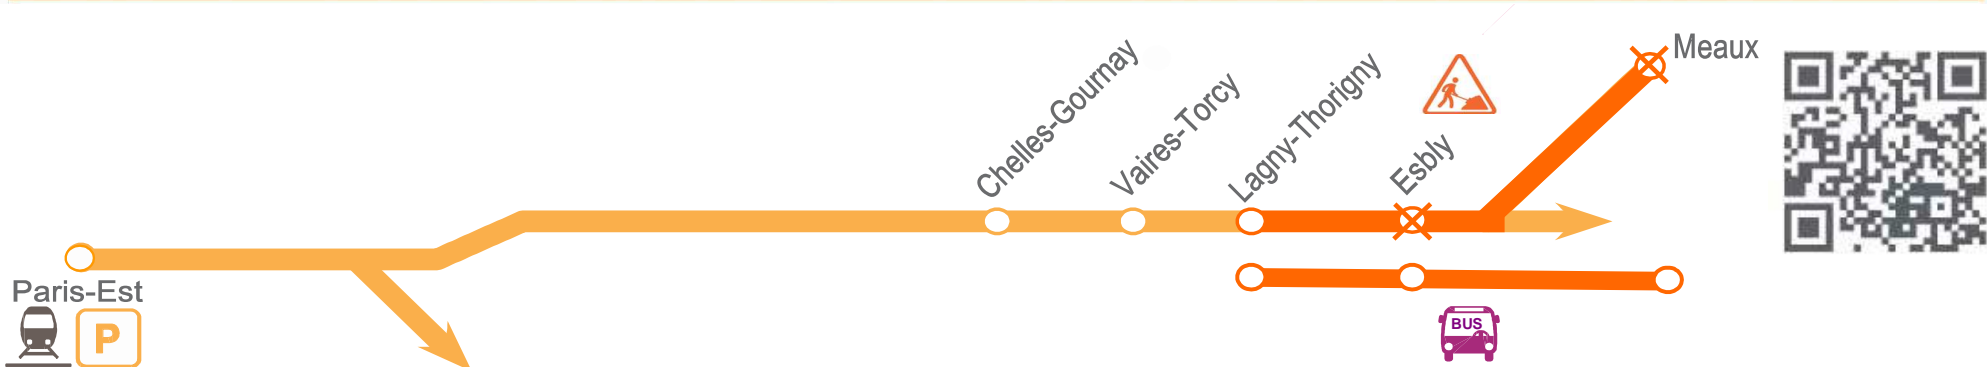 Chelles-Gournay
Vaires-Torcy
Lagny-Thorigny
Esbly
Meaux
Paris-Est
P
BUS